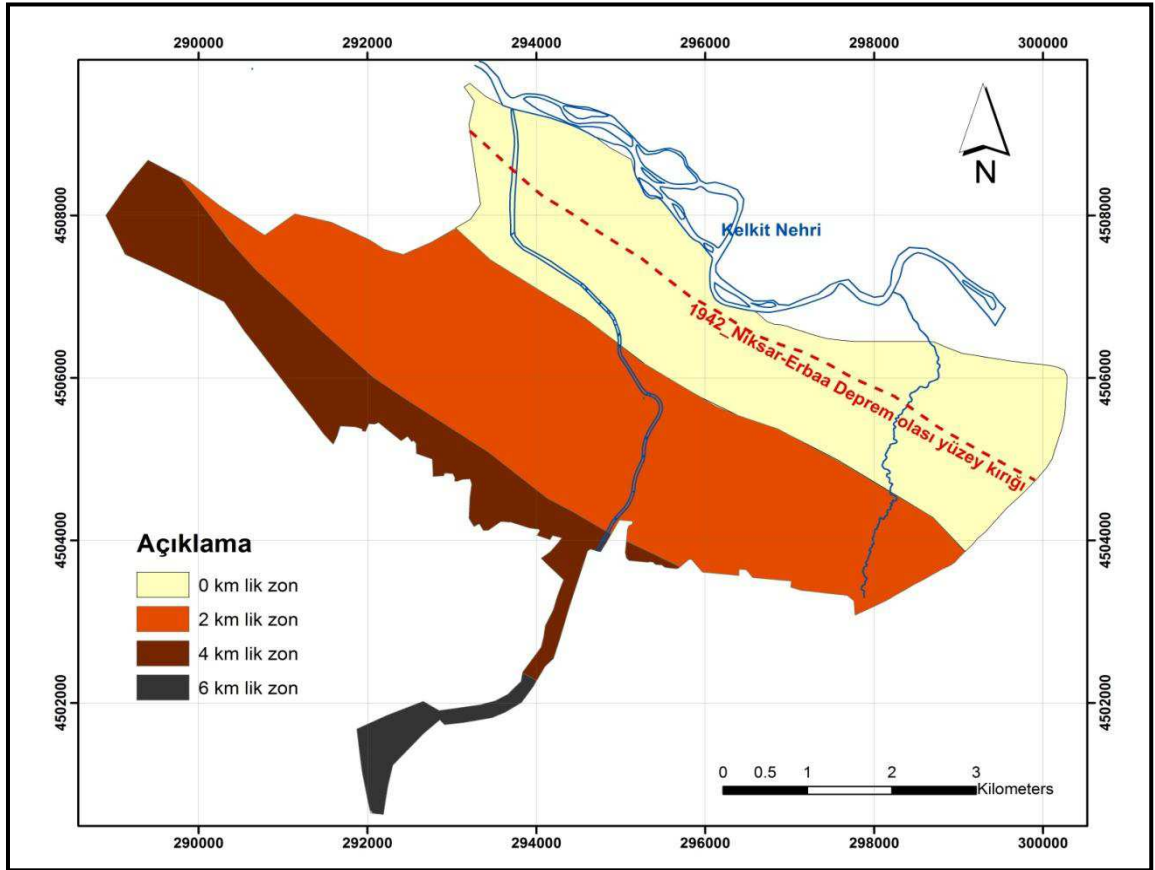 290000 292000 294000 296000 298000 300000
4508000
4508000
N
Kelkit Nehri
1942_Niksar-Erbaa Deprem olası yüzey kırığı
4506000
4506000
4504000
4504000
Açıklama
0 km lik zon
2 km lik zon
4 km lik zon
6 km lik zon
4502000
4502000
0 0.5 1 2 3
Kilometers
290000 292000 294000 296000 298000 300000